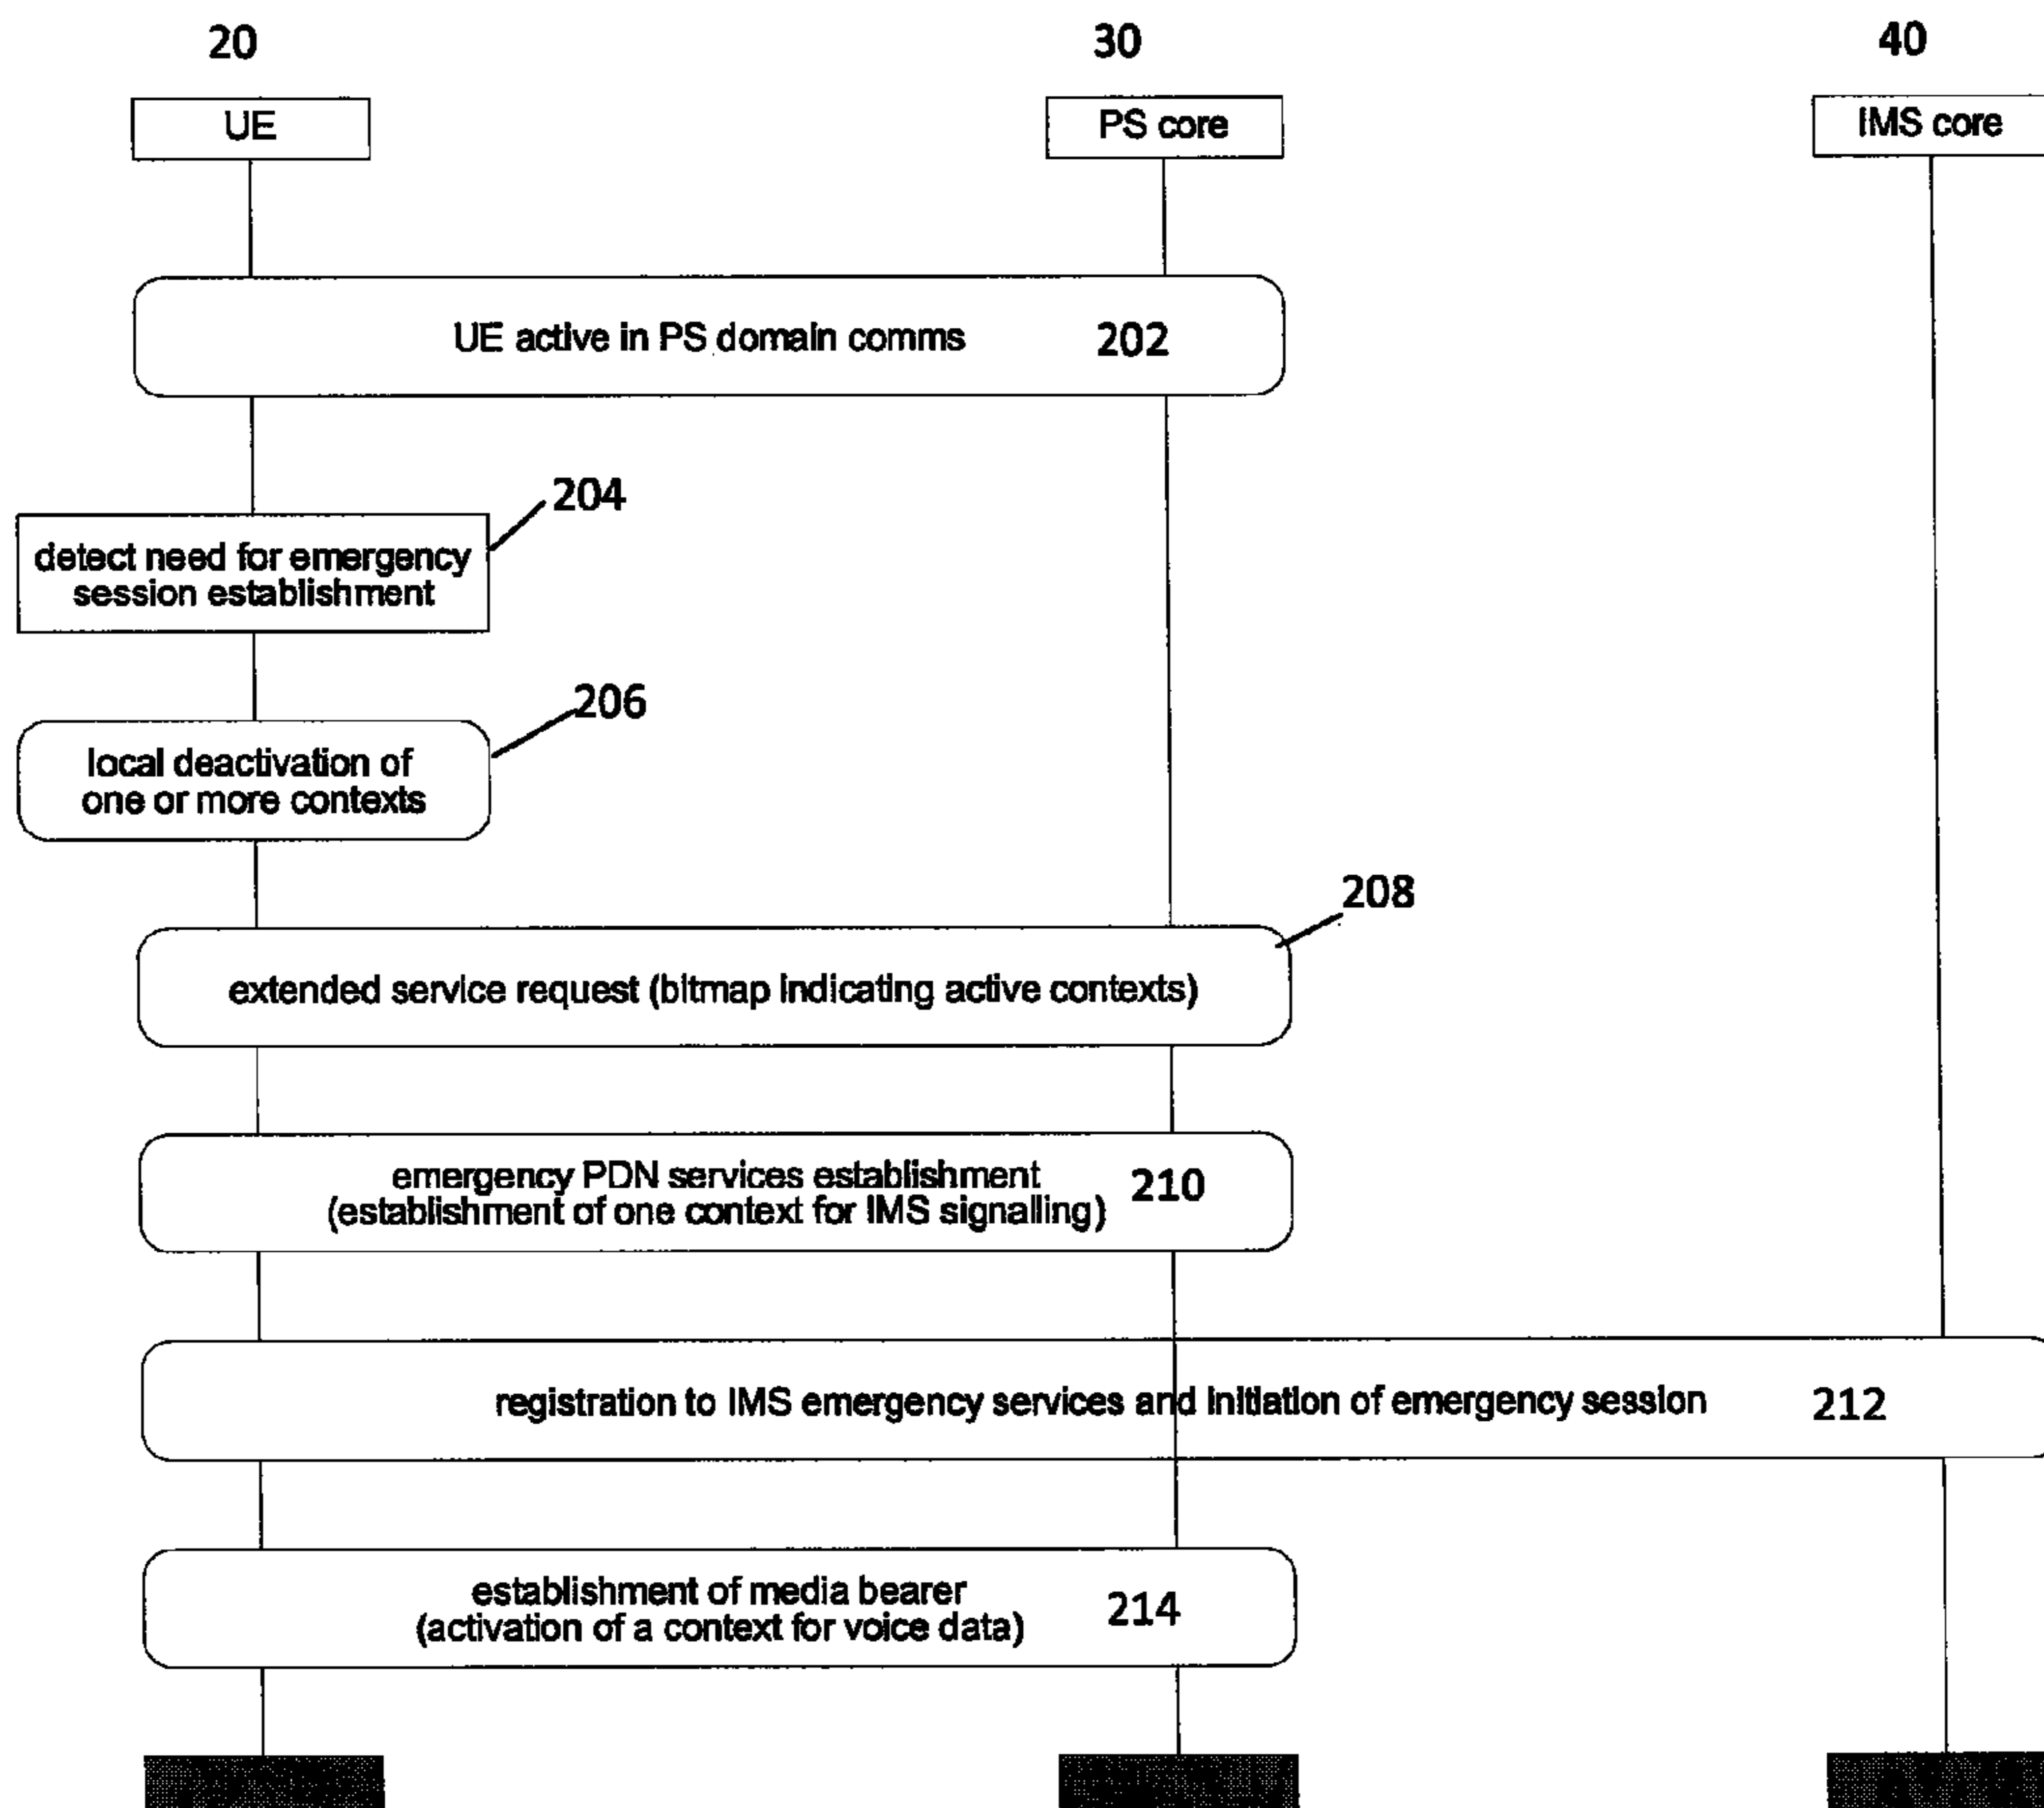 20
30
40
UE
PS core
IMS core
UE active in PS domain comms
202
204
detect need for emergency
session establishment
206
local deactivation of
one or more contexts
208
extended service request (bitmap indicating active contexts)
emergency PDN services establishment
(establishment of one context for IMS signalling)
210
registration to IMS emergency services and initiation of emergency session
212
establishment of media bearer
(activation of a context for voice data)
214